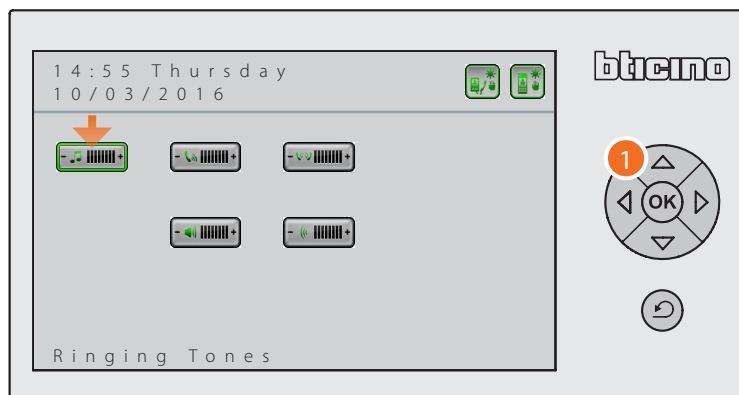 14:55 Thursday
10/03/2016
bticino
1
OK
Ringing Tones